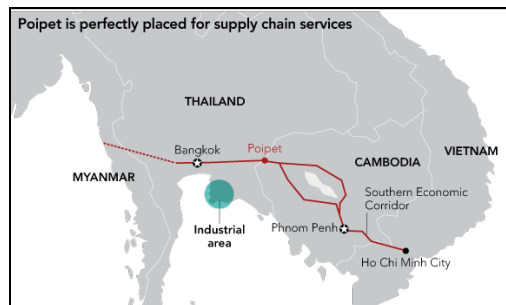 Poipet is perfectly placed for supply chain services
THAILAND
Bangkok
Poipet
VIETNAM
CAMBODIA
MYANMAR
Southern Economic
Corridor
Industrial
area
Phnom Penh
Ho Chi Minh City